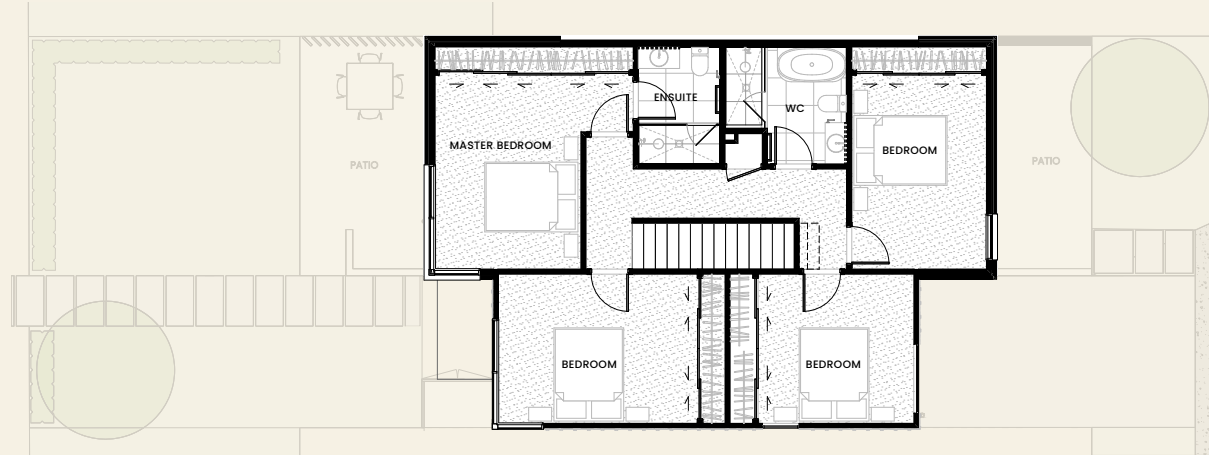 ENSUITE
WC
MASTER BEDROOM
BEDROOM
PATIO
PATIO
BEDROOM
BEDROOM